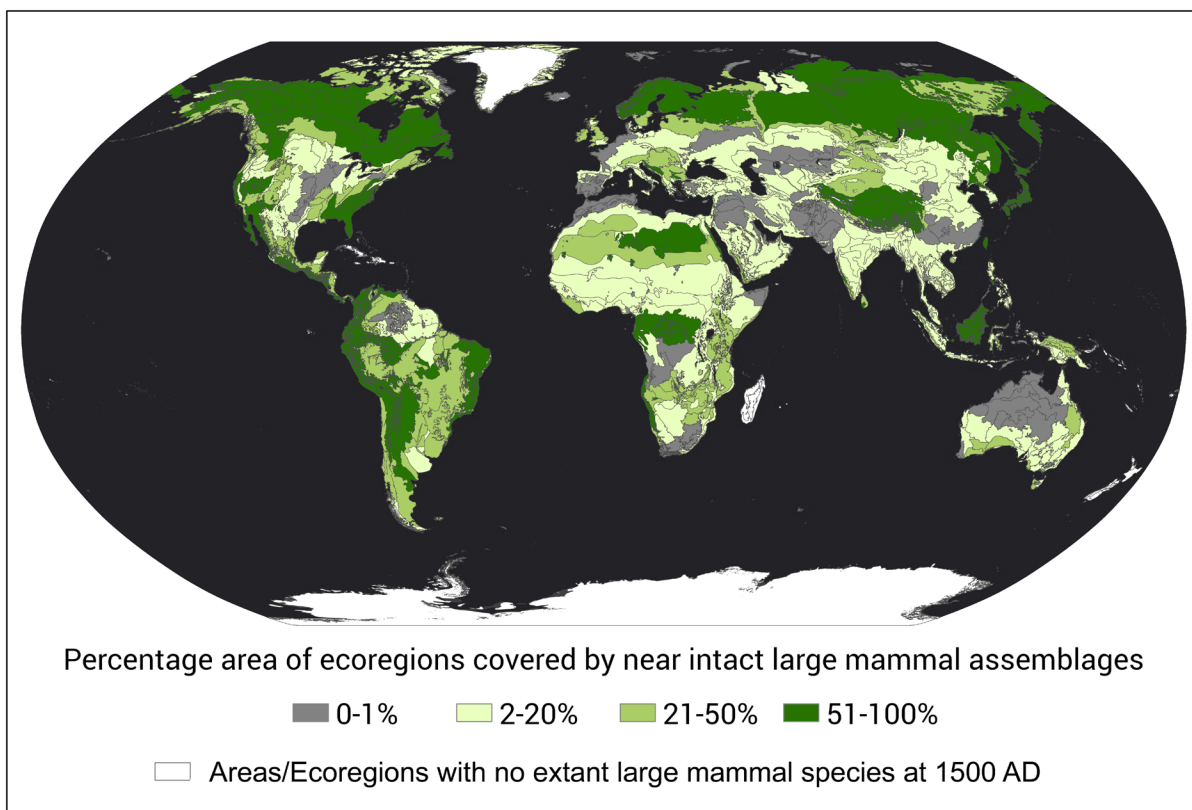 Percentage area of ecoregions covered by near intact large mammal assemblages
0-1% 2-20% 21-50% 51-100%
Areas/Ecoregions with no extant large mammal species at 1500 AD